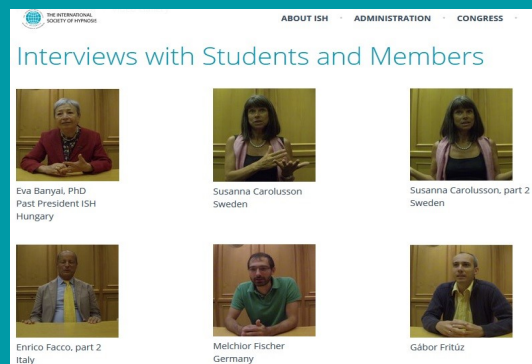 THE INTERNATIONAL
SOCIETY OF HYPNOSIS
ABOUT ISH - ADMINISTRATION - CONGRESS -
Interviews with Students and Members
Eva Banyai, PhD
Past President ISH
Hungary
Susanna Carolusson
Sweden
Susanna Carolusson, part 2
Sweden
Enrico Facco, part 2
Italy
Melchior Fischer
Germany
Gábor Fritúz